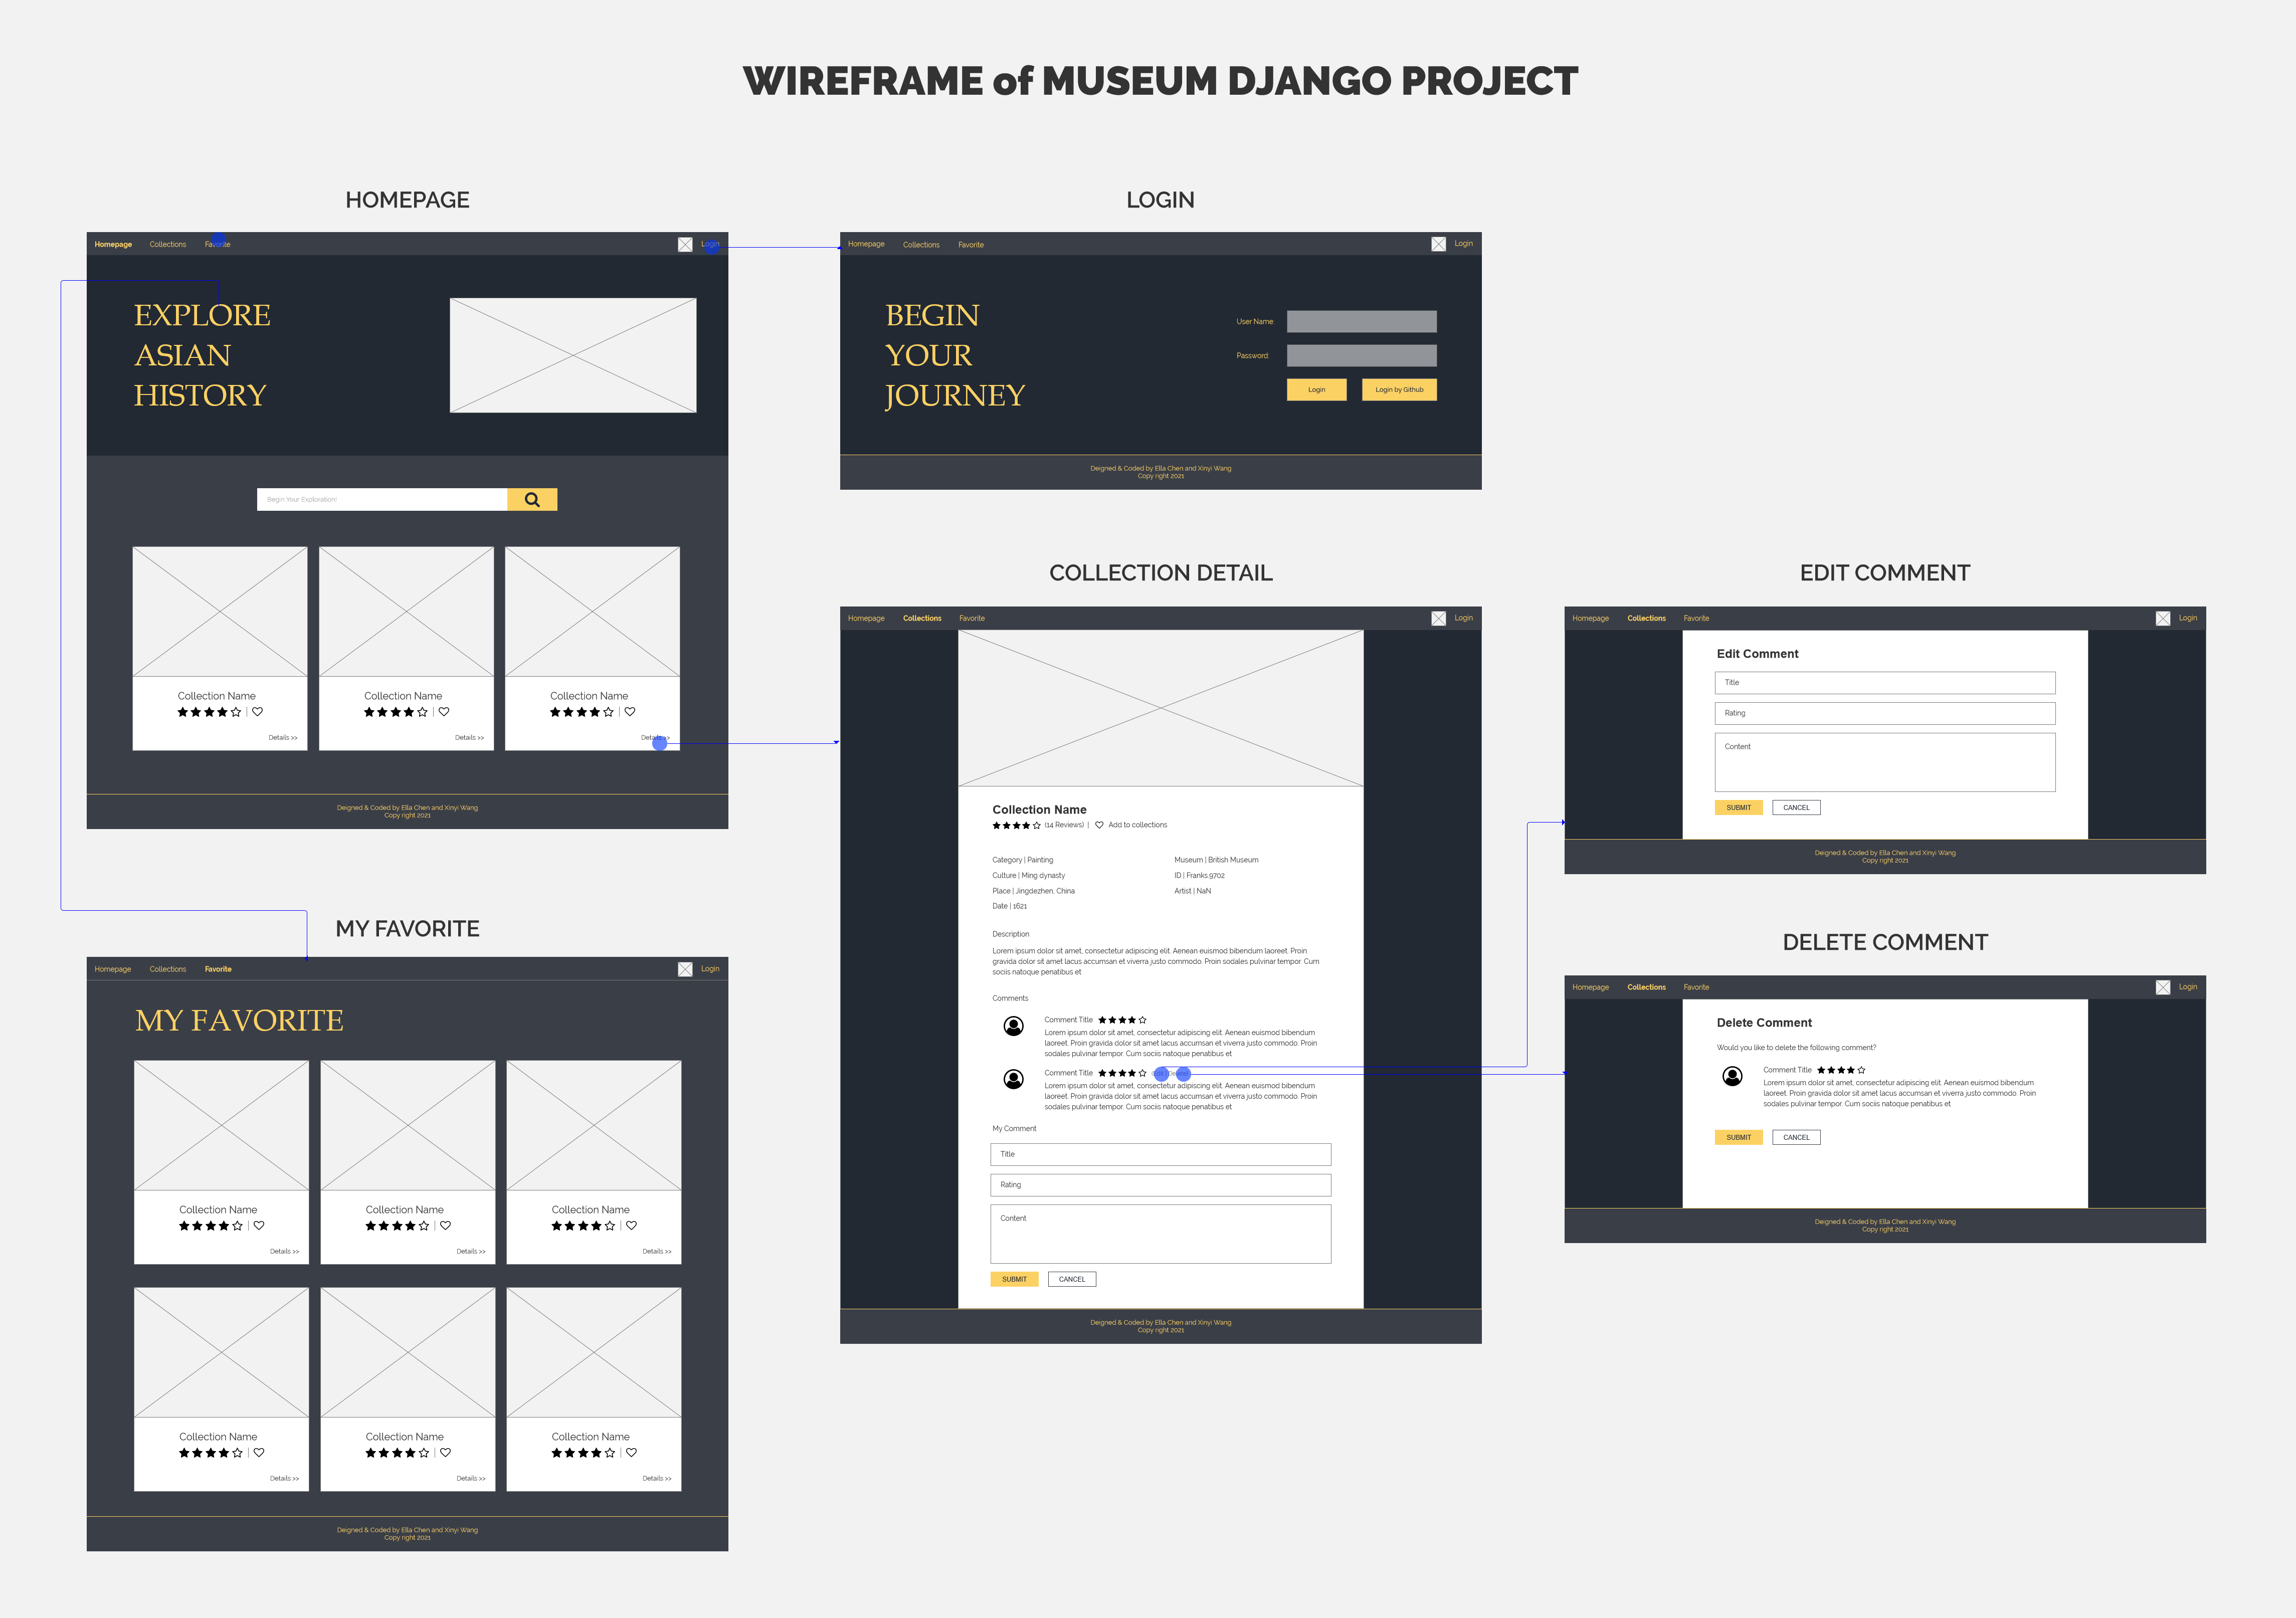 WIREFRAME of MUSEUM DJANGO PROJECT
HOMEPAGE
Homepage Collections Favorite Login
EXPLORE
ASIAN
HISTORY
Begin Your Exploration!
Collection Name Collection Name Collection Name
Details >> Details >> Details >>
Deigned & Coded by Ella Chen and Xinyi Wang
Copy right 2021
MY FAVORITE
Homepage Collections Favorite Login
MY FAVORITE
Collection Name Collection Name Collection Name
Details >> Details >> Details >>
Collection Name Collection Name Collection Name
Details >> Details >> Details >>
Deigned & Coded by Ella Chen and Xinyi Wang
Copy right 2021
LOGIN
Homepage Collections Favorite Login
BEGIN
YOUR
JOURNEY
User Name
Password:
Login Login by Github
Deigned & Coded by Ella Chen and Xinyi Wang
Copy right 2021
COLLECTION DETAIL
Homepage Collections Favorite Login
Collection Name
(14 Reviews) | Add to collections
Category | Painting Museum | British Museum
Culture | Ming dynasty ID | Franks.9702
Place | Jingdezhen, China Artist | NaN
Date | 1621
Description
Lorem ipsum dolor sit amet, consectetur adipiscing elit. Aenean euismod bibendum laoreet. Proin
gravida dolor sit amet lacus accumsan et viverra justo commodo. Proin sodales pulvinar tempor. Cum
sociis natoque penatibus et
Comments
Comment Title
Lorem ipsum dolor sit amet, consectetur adipiscing elit. Aenean euismod bibendum
laoreet. Proin gravida dolor sit amet lacus accumsan et viverra justo commodo. Proin
sodales pulvinar tempor. Cum sociis natoque penatibus et
Comment Title
Lorem ipsum dolor sit amet, consectetur adipiscing elit. Aenean euismod bibendum
laoreet. Proin gravida dolor sit amet lacus accumsan et viverra justo commodo. Proin
sodales pulvinar tempor. Cum sociis natoque penatibus et
My Comment
Title
Rating
Content
SUBMIT CANCEL
Deigned & Coded by Ella Chen and Xinyi Wang
Copy right 2021
EDIT COMMENT
Homepage Collections Favorite Login
Edit Comment
Title
Rating
Content
SUBMIT CANCEL
Deigned & Coded by Ella Chen and Xinyi Wang
Copy right 2021
DELETE COMMENT
Homepage Collections Favorite Login
Delete Comment
Would you like to delete the following comment?
Comment Title
Lorem ipsum dolor sit amet, consectetur adipiscing elit. Aenean euismod bibendum
laoreet. Proin gravida dolor sit amet lacus accumsan et viverra justo commodo. Proin
sodales pulvinar tempor. Cum sociis natoque penatibus et
SUBMIT CANCEL
Deigned & Coded by Ella Chen and Xinyi Wang
Copy right 2021